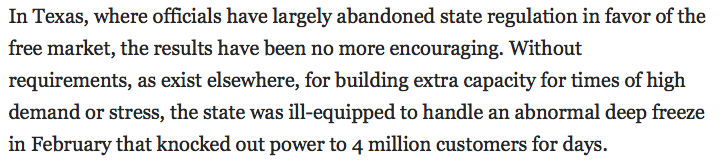 In Texas, where officials have largely abandoned state regulation in favor of the
free market, the results have been no more encouraging. Without
requirements, as exist elsewhere, for building extra capacity for times of high
demand or stress, the state was ill-equipped to handle an abnormal deep freeze
in February that knocked out power to 4 million customers for days.